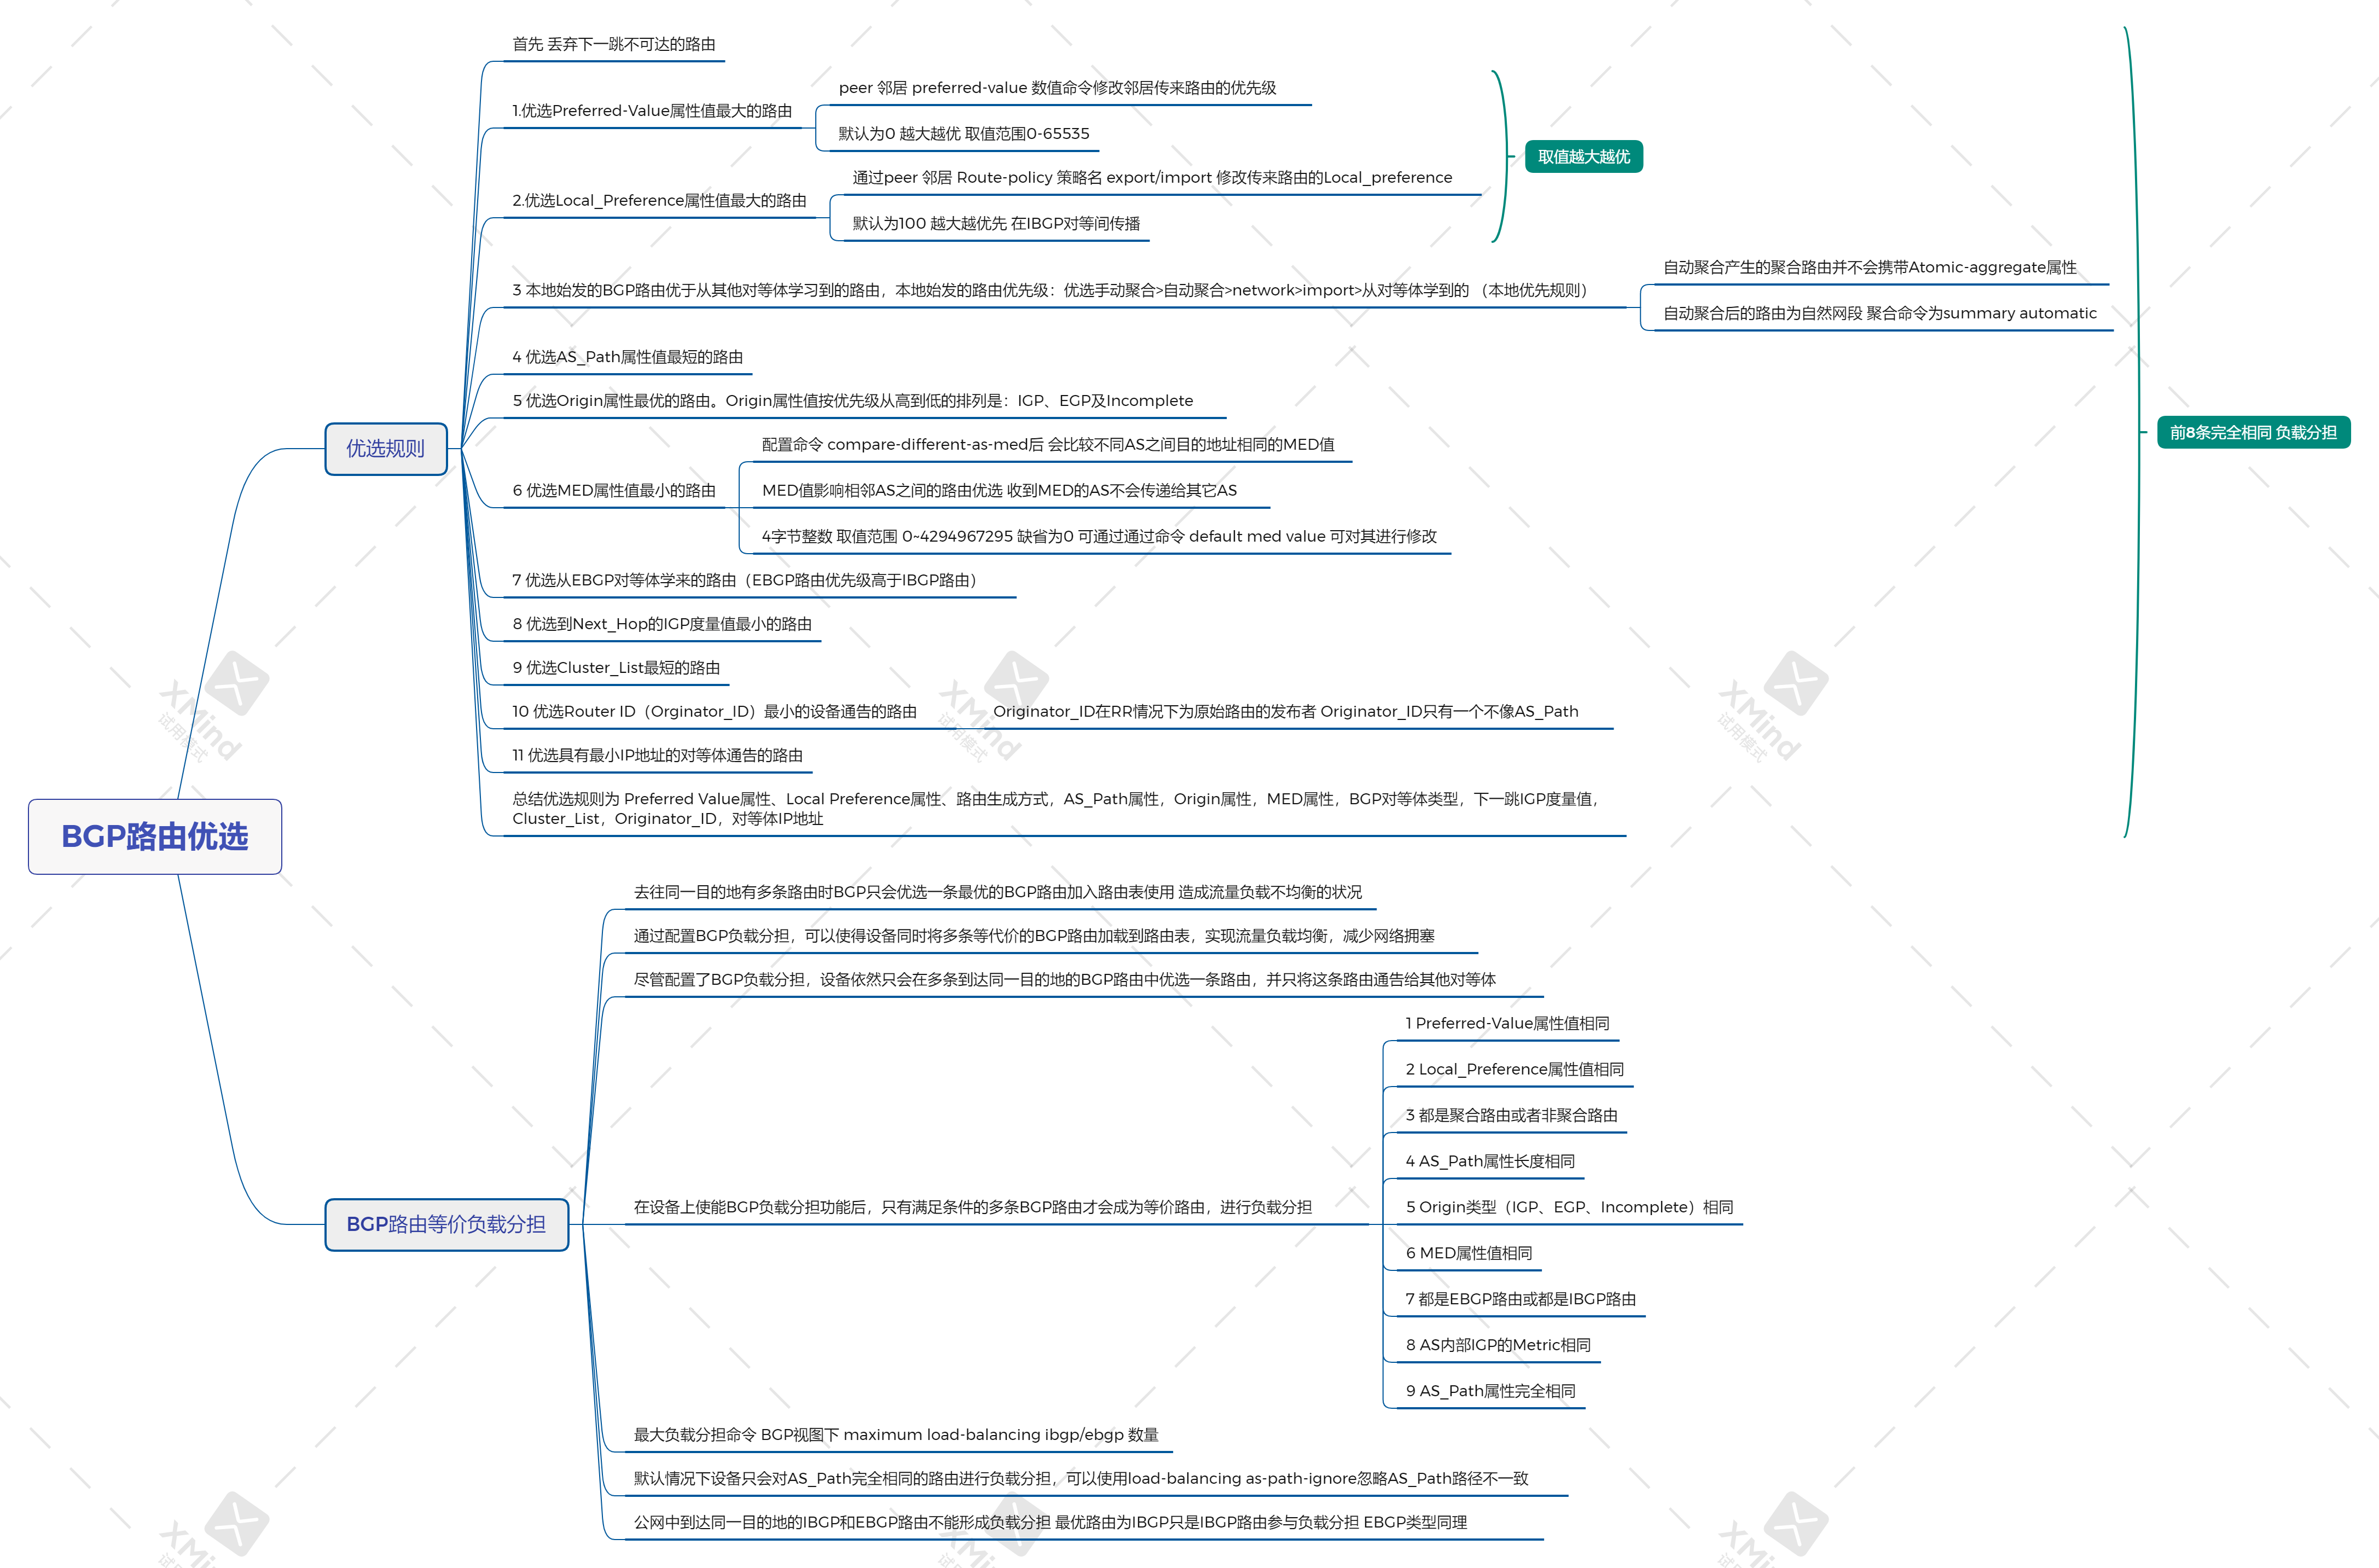 首先 丢弃下一跳不可达的路由
1.优选Preferred-Value属性值最大的路由
peer 邻居 preferred-value 数值命令修改邻居传来路由的优先级
默认为0 越大越优 取值范围0-65535
2.优选Local_Preference属性值最大的路由
通过peer 邻居 Route-policy 策略名 export/import 修改传来路由的Local_preference
默认为100 越大越优先 在IBGP对等间传播
取值越大越优
3 本地始发的BGP路由优于从其他对等体学习到的路由，本地始发的路由优先级：优选手动聚合>自动聚合>network>import>从对等体学到的 （本地优先规则）
自动聚合产生的聚合路由并不会携带Atomic-aggregate属性
自动聚合后的路由为自然网段 聚合命令为summary automatic
4 优选AS_Path属性值最短的路由
5 优选Origin属性最优的路由。Origin属性值按优先级从高到低的排列是：IGP、EGP及Incomplete
优选规则
6 优选MED属性值最小的路由
配置命令 compare-different-as-med后 会比较不同AS之间目的地址相同的MED值
MED值影响相邻AS之间的路由优选 收到MED的AS不会传递给其它AS
4字节整数 取值范围 0~4294967295 缺省为0 可通过通过命令 default med value 可对其进行修改
7 优选从EBGP对等体学来的路由（EBGP路由优先级高于IBGP路由）
8 优选到Next_Hop的IGP度量值最小的路由
9 优选Cluster_List最短的路由
10 优选Router ID（Orginator_ID）最小的设备通告的路由
Originator_ID在RR情况下为原始路由的发布者 Originator_ID只有一个不像AS_Path
11 优选具有最小IP地址的对等体通告的路由
总结优选规则为 Preferred Value属性、Local Preference属性、路由生成方式，AS_Path属性，Origin属性，MED属性，BGP对等体类型，下一跳IGP度量值，
Cluster_List，Originator_ID，对等体IP地址
前8条完全相同 负载分担
BGP路由优选
BGP路由等价负载分担
去往同一目的地有多条路由时BGP只会优选一条最优的BGP路由加入路由表使用 造成流量负载不均衡的状况
通过配置BGP负载分担，可以使得设备同时将多条等代价的BGP路由加载到路由表，实现流量负载均衡，减少网络拥塞
尽管配置了BGP负载分担，设备依然只会在多条到达同一目的地的BGP路由中优选一条路由，并只将这条路由通告给其他对等体
在设备上使能BGP负载分担功能后，只有满足条件的多条BGP路由才会成为等价路由，进行负载分担
1 Preferred-Value属性值相同
2 Local_Preference属性值相同
3 都是聚合路由或者非聚合路由
4 AS_Path属性长度相同
5 Origin类型（IGP、EGP、Incomplete）相同
6 MED属性值相同
7 都是EBGP路由或都是IBGP路由
8 AS内部IGP的Metric相同
9 AS_Path属性完全相同
最大负载分担命令 BGP视图下 maximum load-balancing ibgp/ebgp 数量
默认情况下设备只会对AS_Path完全相同的路由进行负载分担，可以使用load-balancing as-path-ignore忽略AS_Path路径不一致
公网中到达同一目的地的IBGP和EBGP路由不能形成负载分担 最优路由为IBGP只是IBGP路由参与负载分担 EBGP类型同理
XMind
试用模式
XMind
试用模式
XMind
试用模式